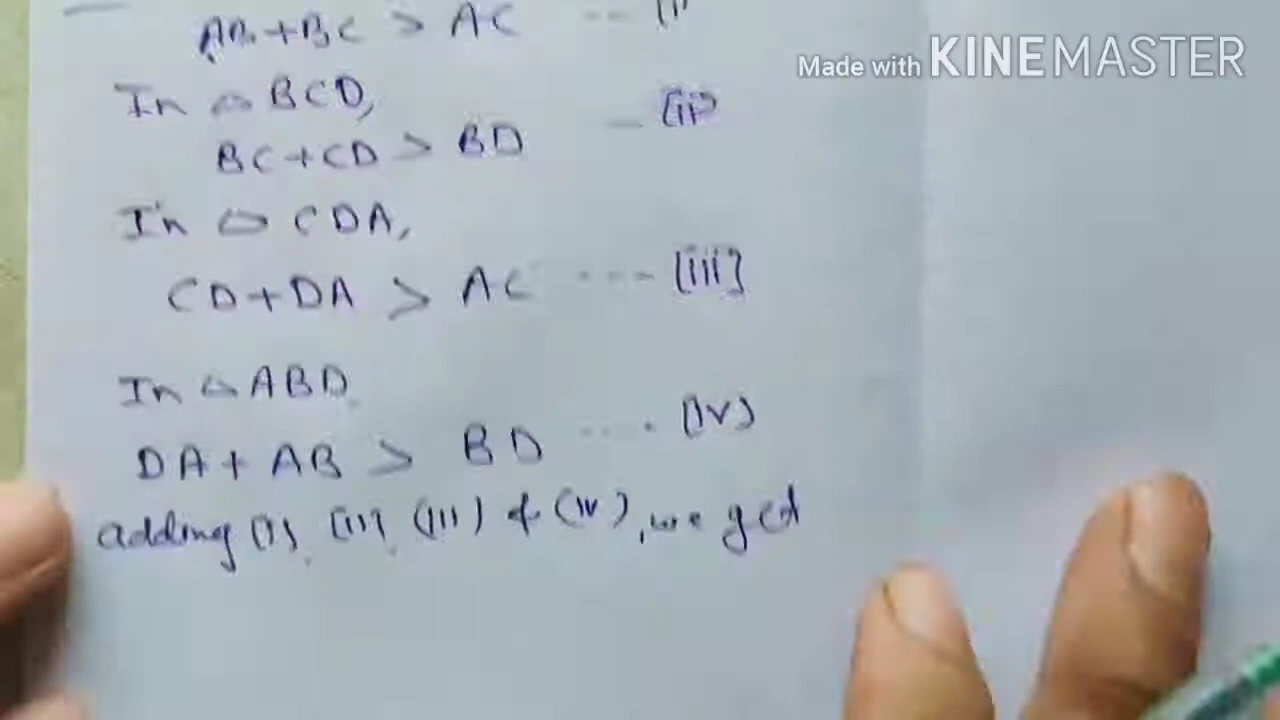 AB+BC > AC --- (i)
Made with KINEMASTER
In △ BCD,
BC+CD > BD — (ii)
In △ CDA,
CD+DA > AC --- [iii]
In △ ABD
DA+ AB > BD ---- (iv)
adding (i), (ii), (iii) & (iv), we get